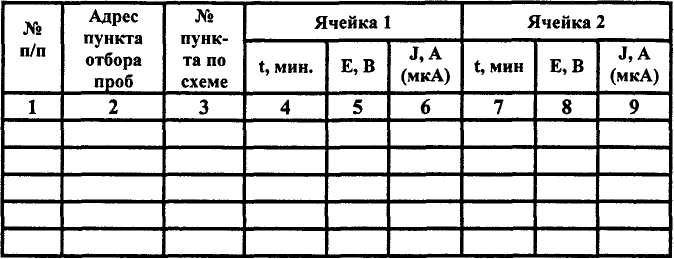 №
п/п
Адрес
пункта
отбора
проб
№
пунк-
та по
схеме
Ячейка 1
Ячейка 2
t, мин.
E, В
J, А
(мкА)
t, мин
E, В
J, А
(мкА)
1 2 3 4 5 6 7 8 9